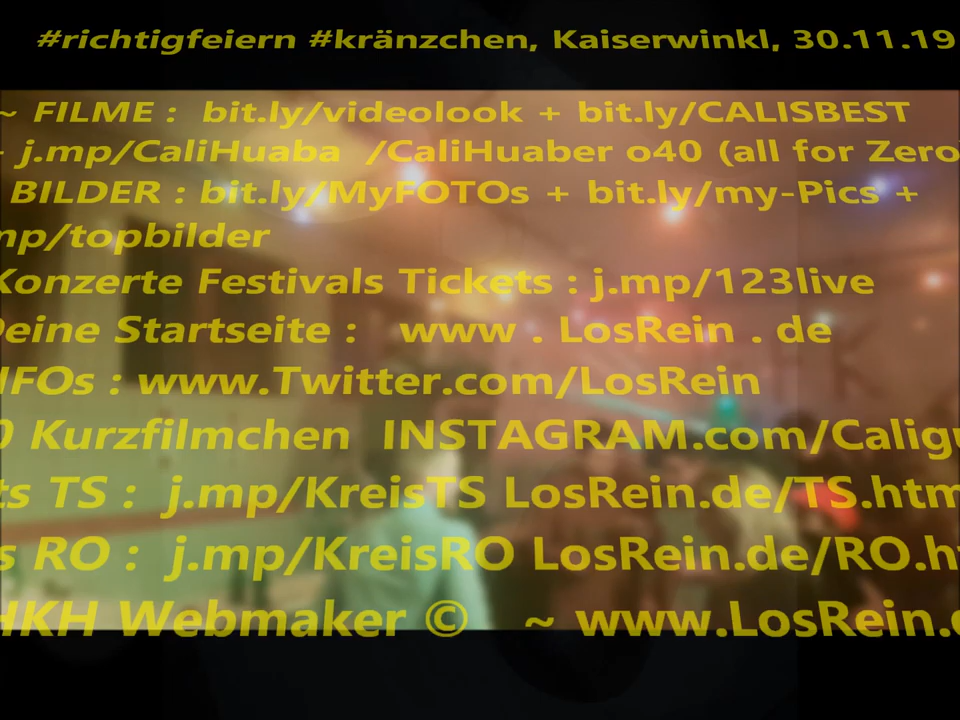 #richtigfeiern #kränzchen, Kaiserwinkl, 30.11.19
~ FILME : bit.ly/videolook + bit.ly/CALISBEST
+ j.mp/CaliHuaba /CaliHuaber o40 (all for Zero
BILDER : bit.ly/MyFOTOs + bit.ly/my-Pics +
mp/topbilder
Konzerte Festivals Tickets : j.mp/123live
Deine Startseite : www . LosRein . de
NFOs : www.Twitter.com/LosRein
0 Kurzfilmchen INSTAGRAM.com/Caligu
ts TS : j.mp/KreisTS LosRein.de/TS.htm
s RO : j.mp/KreisRO LosRein.de/RO.h
HKH Webmaker © ~ www.LosRein.d